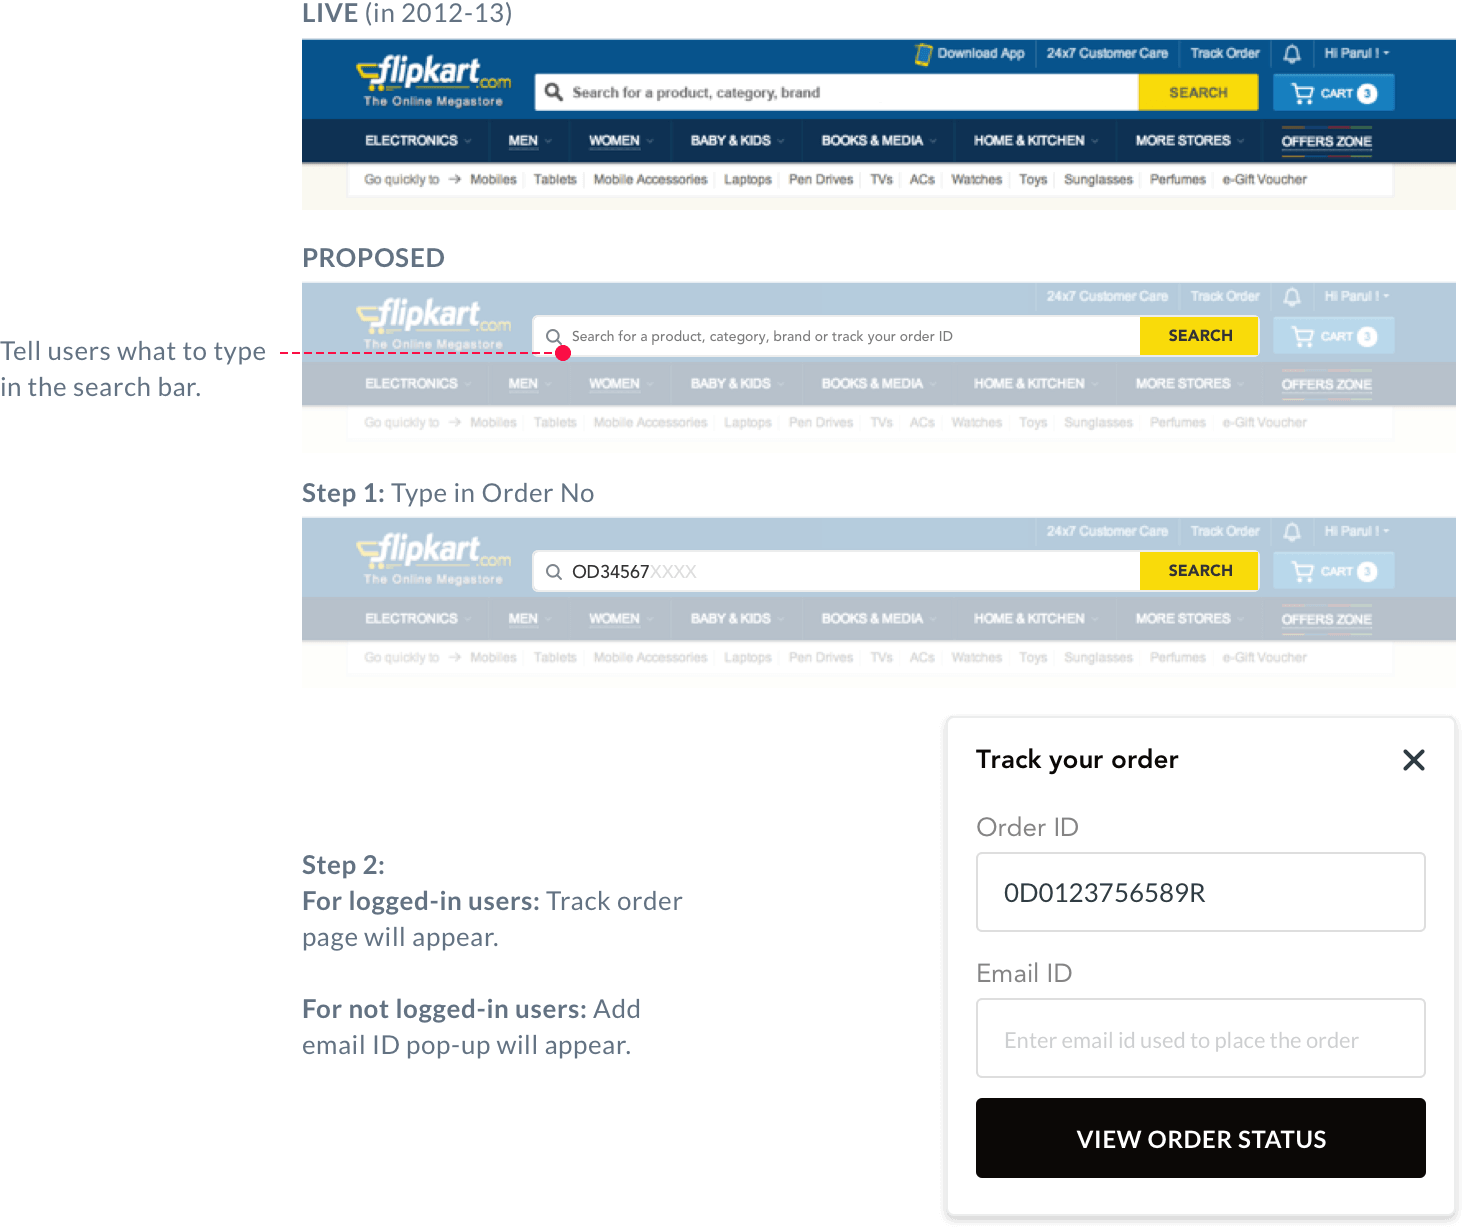 LIVE (in 2012-13)
Download App 24x7 Customer Care Track Order Hi Parul !
flipkart.com
The Online Megastore
Search for a product, category, brand SEARCH CART 3
ELECTRONICS MEN WOMEN BABY & KIDS BOOKS & MEDIA HOME & KITCHEN MORE STORES OFFERS ZONE
Go quickly to → Mobiles Tablets Mobile Accessories Laptops Pen Drives TVs ACs Watches Toys Sunglasses Perfumes e-Gift Voucher
PROPOSED
24x7 Customer Care Track Order Hi Parul !
flipkart.com
The Online Megastore
Search for a product, category, brand or track your order ID SEARCH CART 3
Tell users what to type
in the search bar.
ELECTRONICS MEN WOMEN BABY & KIDS BOOKS & MEDIA HOME & KITCHEN MORE STORES OFFERS ZONE
Go quickly to → Mobiles Tablets Mobile Accessories Laptops Pen Drives TVs ACs Watches Toys Sunglasses Perfumes e-Gift Voucher
Step 1: Type in Order No
24x7 Customer Care Track Order Hi Parul !
flipkart.com
The Online Megastore
OD34567XXXX SEARCH CART 3
ELECTRONICS MEN WOMEN BABY & KIDS BOOKS & MEDIA HOME & KITCHEN MORE STORES OFFERS ZONE
Go quickly to → Mobiles Tablets Mobile Accessories Laptops Pen Drives TVs ACs Watches Toys Sunglasses Perfumes e-Gift Voucher
Step 2:
For logged-in users: Track order
page will appear.
For not logged-in users: Add
email ID pop-up will appear.
Track your order
Order ID
0D0123756589R
Email ID
Enter email id used to place the order
VIEW ORDER STATUS